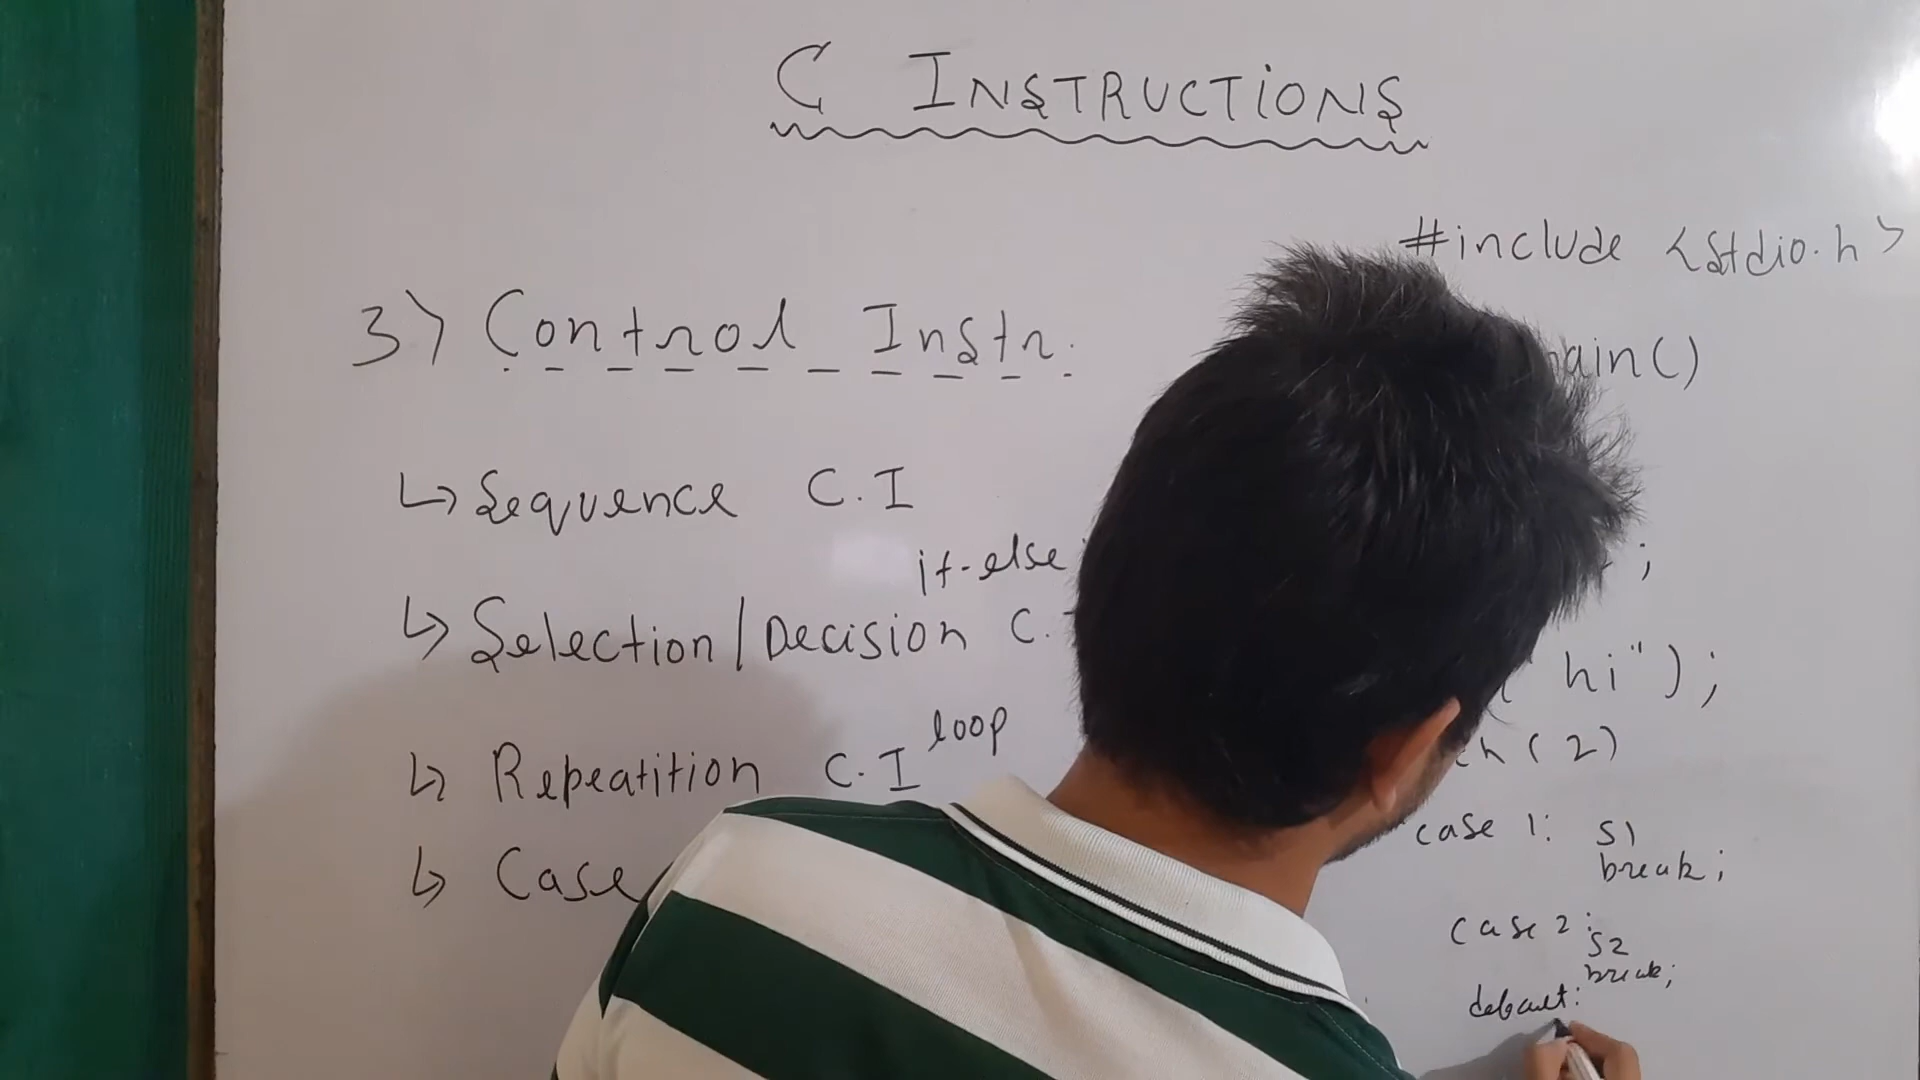 C INSTRUCTIONS
#include <stdio.h>
3) Control Instr.
ain()
↳ Sequence C.I
;
if-else
↳ Selection/Decision C.
hi");
loop
↳ Repeatition C.I
h (2)
case 1: S1
break;
↳ Case
case 2:
S2
break;
default: